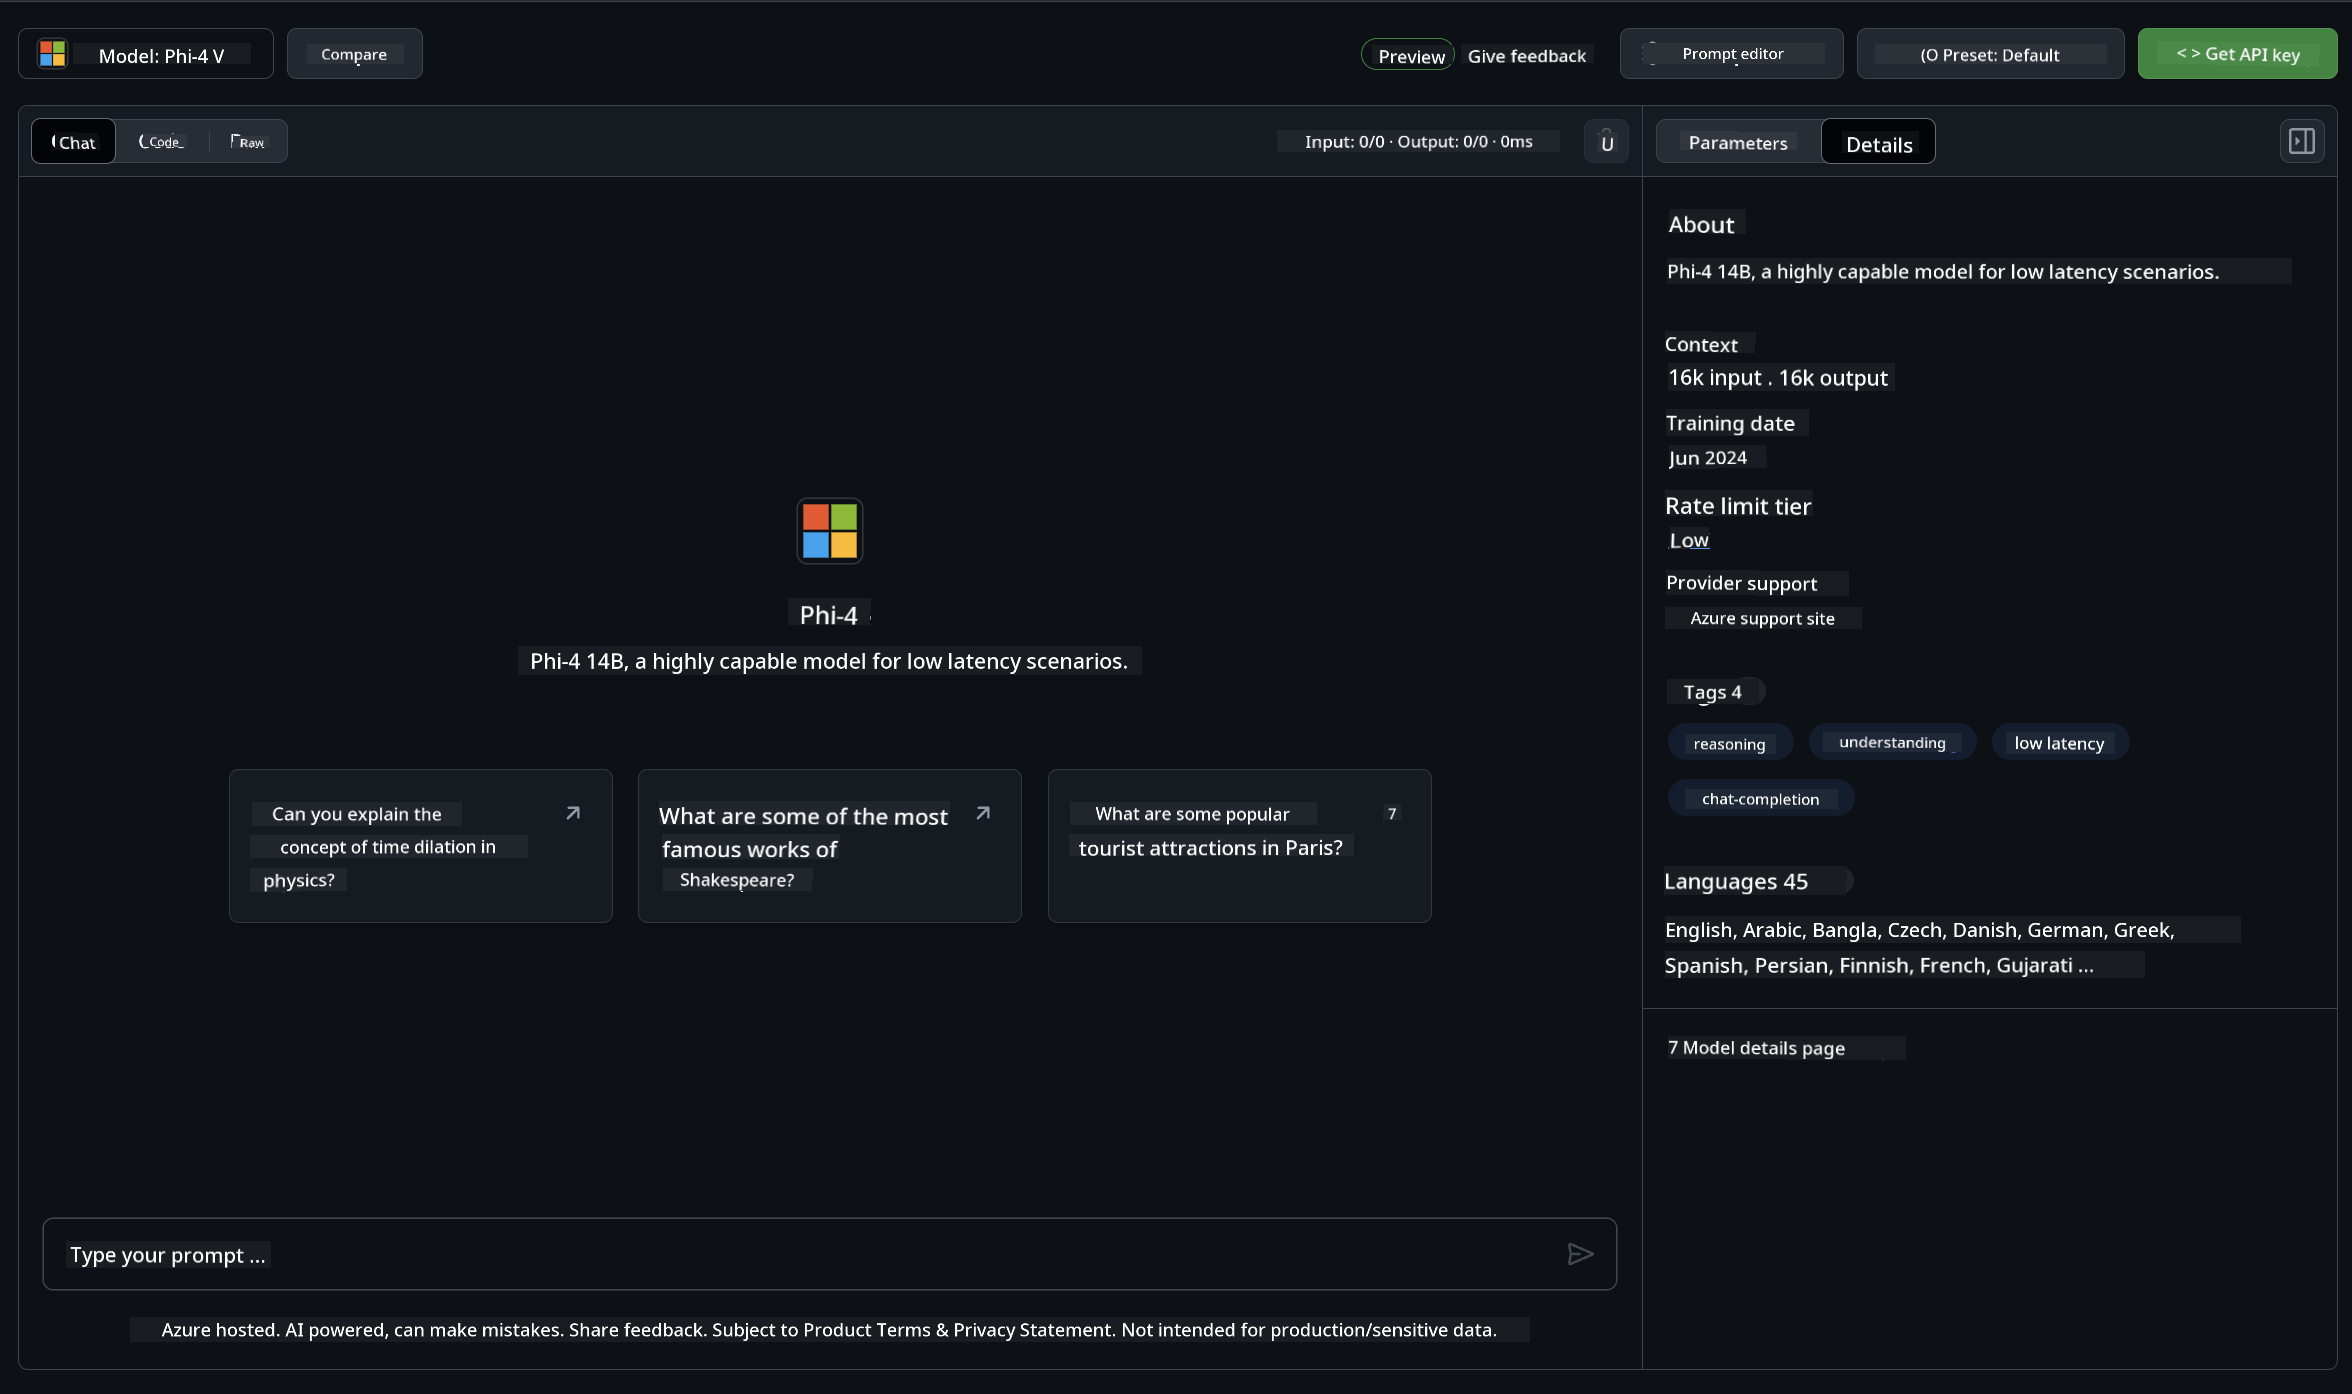 Model: Phi-4 V
Compare
Preview
Give feedback
Prompt editor
(O Preset: Default
< > Get API key
Chat
Code
Raw
Input: 0/0 · Output: 0/0 · 0ms
U
Parameters
Details
Phi-4
Phi-4 14B, a highly capable model for low latency scenarios.
Can you explain the
concept of time dilation in
physics?
What are some of the most
famous works of
Shakespeare?
What are some popular
7
tourist attractions in Paris?
Type your prompt ...
Azure hosted. AI powered, can make mistakes. Share feedback. Subject to Product Terms & Privacy Statement. Not intended for production/sensitive data.
About
Phi-4 14B, a highly capable model for low latency scenarios.
Context
16k input . 16k output
Training date
Jun 2024
Rate limit tier
Low
Provider support
Azure support site
Tags 4
reasoning
understanding
low latency
chat-completion
Languages 45
English, Arabic, Bangla, Czech, Danish, German, Greek,
Spanish, Persian, Finnish, French, Gujarati ...
7 Model details page